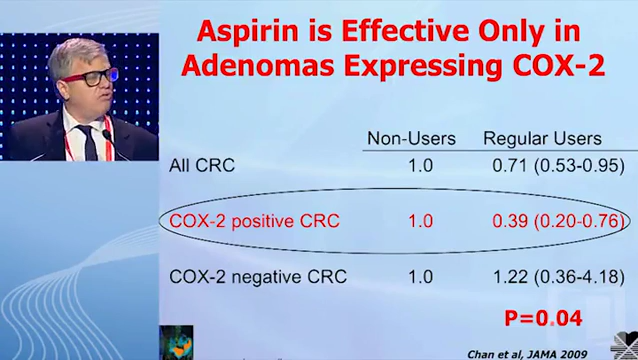 Aspirin is Effective Only in
Adenomas Expressing COX-2
Non-Users Regular Users
All CRC 1.0 0.71 (0.53-0.95)
COX-2 positive CRC 1.0 0.39 (0.20-0.76)
COX-2 negative CRC 1.0 1.22 (0.36-4.18)
P=0.04
Chan et al, JAMA 2009